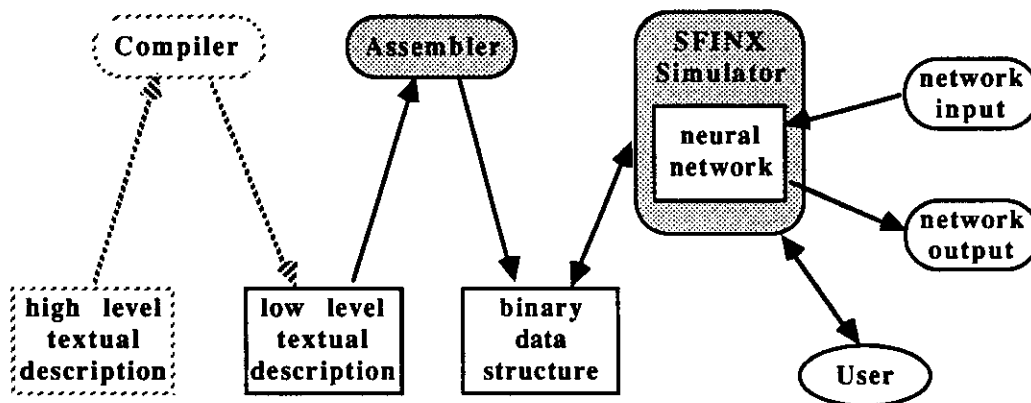 Compiler
Assembler
SFINX
Simulator
neural
network
network
input
network
output
high level
textual
description
low level
textual
description
binary
data
structure
User